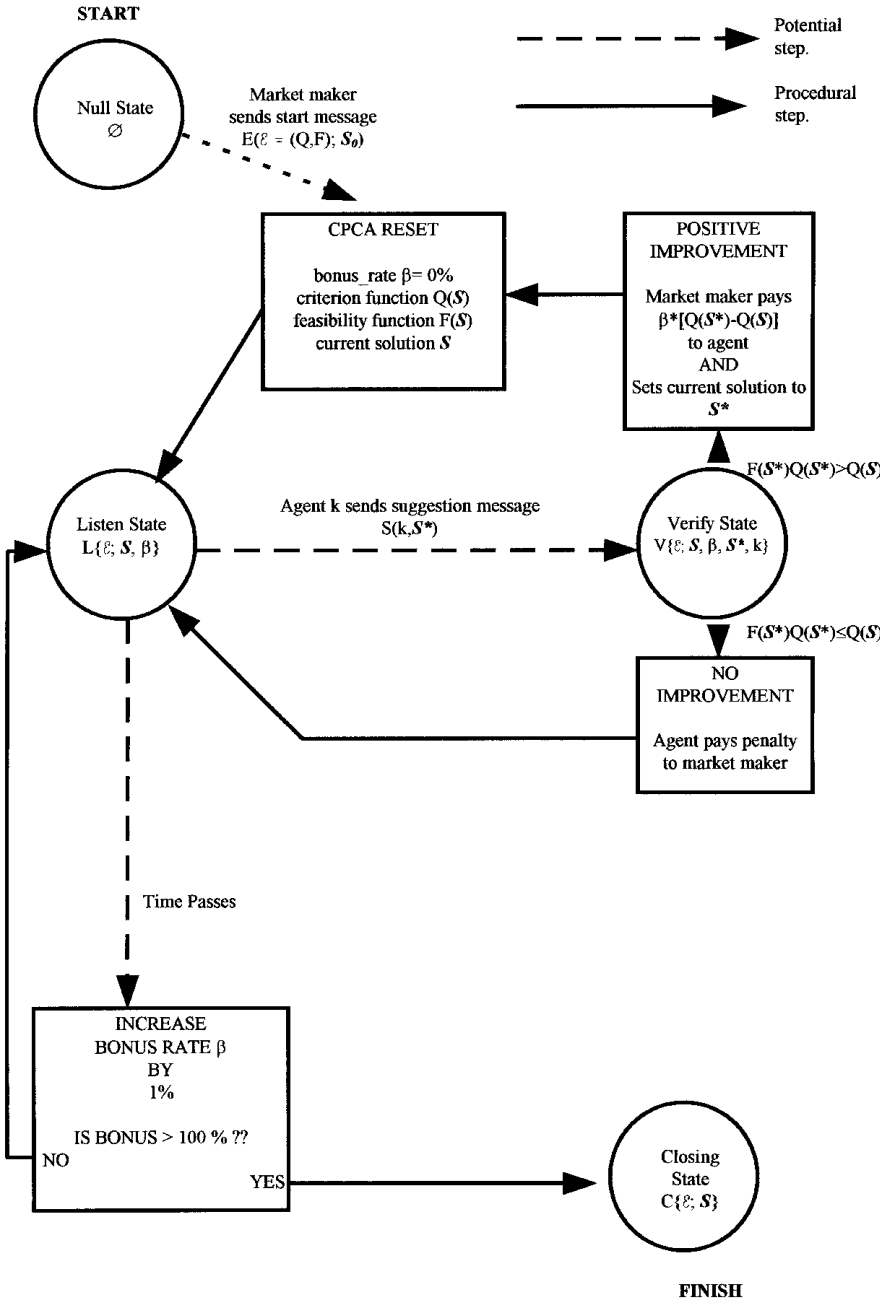 START
Potential
step.
Procedural
step.
Null State
∅
Market maker
sends start message
E(ℰ = (Q,F); S₀)
CPCA RESET
bonus_rate β= 0%
criterion function Q(S)
feasibility function F(S)
current solution S
POSITIVE
IMPROVEMENT
Market maker pays
β*[Q(S*)-Q(S)]
to agent
AND
Sets current solution to
S*
F(S*)Q(S*)>Q(S)
Listen State
L{ℰ; S, β}
Agent k sends suggestion message
S(k,S*)
Verify State
V{ℰ; S, β, S*, k}
F(S*)Q(S*)≤Q(S)
NO
IMPROVEMENT
Agent pays penalty
to market maker
Time Passes
INCREASE
BONUS RATE β
BY
1%
IS BONUS > 100 % ??
NO
YES
Closing
State
C{ℰ; S}
FINISH